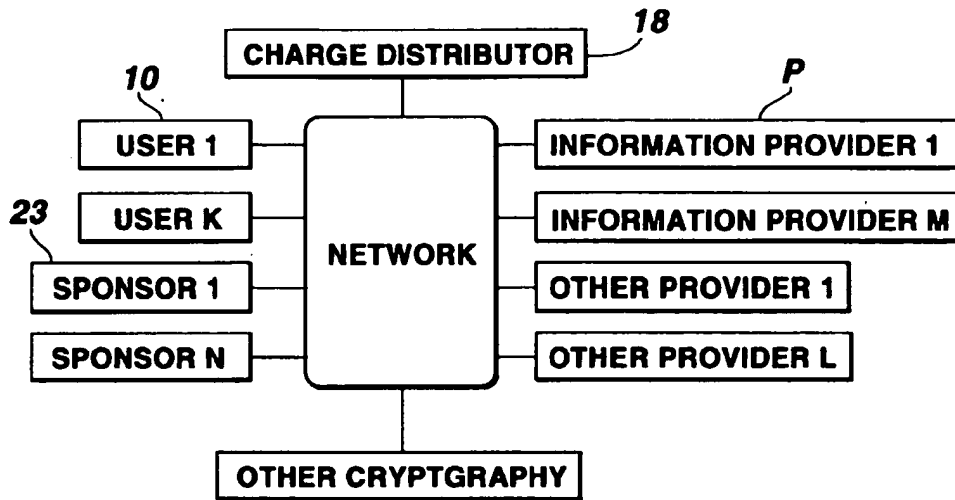 18
CHARGE DISTRIBUTOR
10
P
USER 1
INFORMATION PROVIDER 1
USER K
INFORMATION PROVIDER M
23
NETWORK
SPONSOR 1
OTHER PROVIDER 1
SPONSOR N
OTHER PROVIDER L
OTHER CRYPTGRAPHY